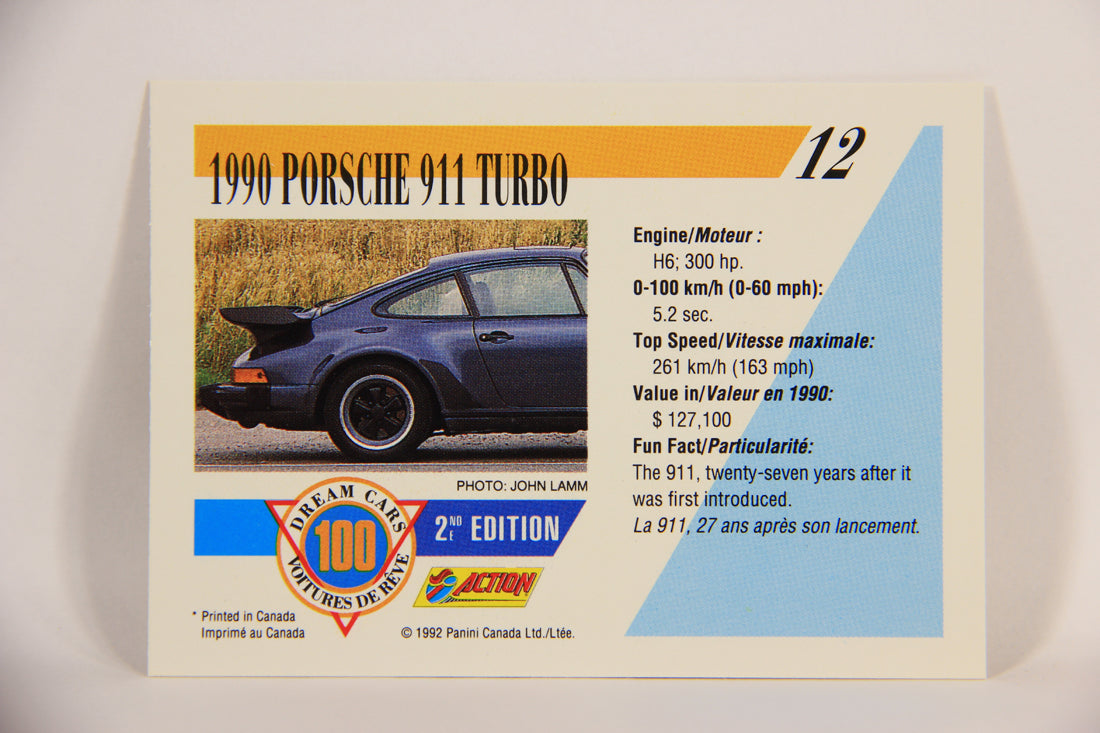 1990 PORSCHE 911 TURBO
12
Engine/Moteur :
H6; 300 hp.
0-100 km/h (0-60 mph):
5.2 sec.
Top Speed/Vitesse maximale:
261 km/h (163 mph)
Value in/Valeur en 1990:
$ 127,100
Fun Fact/Particularité:
The 911, twenty-seven years after it
was first introduced.
La 911, 27 ans après son lancement.
PHOTO: JOHN LAMM
DREAM CARS
100
VOITURES DE RÊVE
2ND E EDITION
ACTION
* Printed in Canada
Imprimé au Canada
© 1992 Panini Canada Ltd./Ltée.